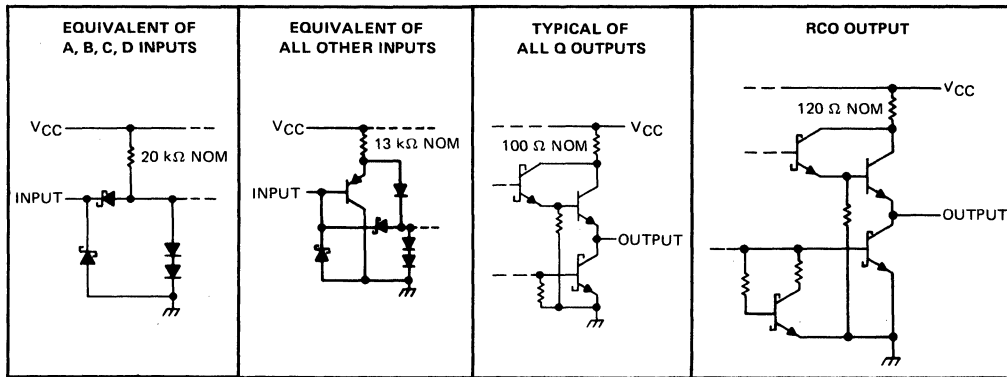 EQUIVALENT OF
A, B, C, D INPUTS
VCC
20 kΩ NOM
INPUT
EQUIVALENT OF
ALL OTHER INPUTS
VCC
13 kΩ NOM
INPUT
TYPICAL OF
ALL Q OUTPUTS
VCC
100 Ω NOM
OUTPUT
RCO OUTPUT
VCC
120 Ω NOM
OUTPUT